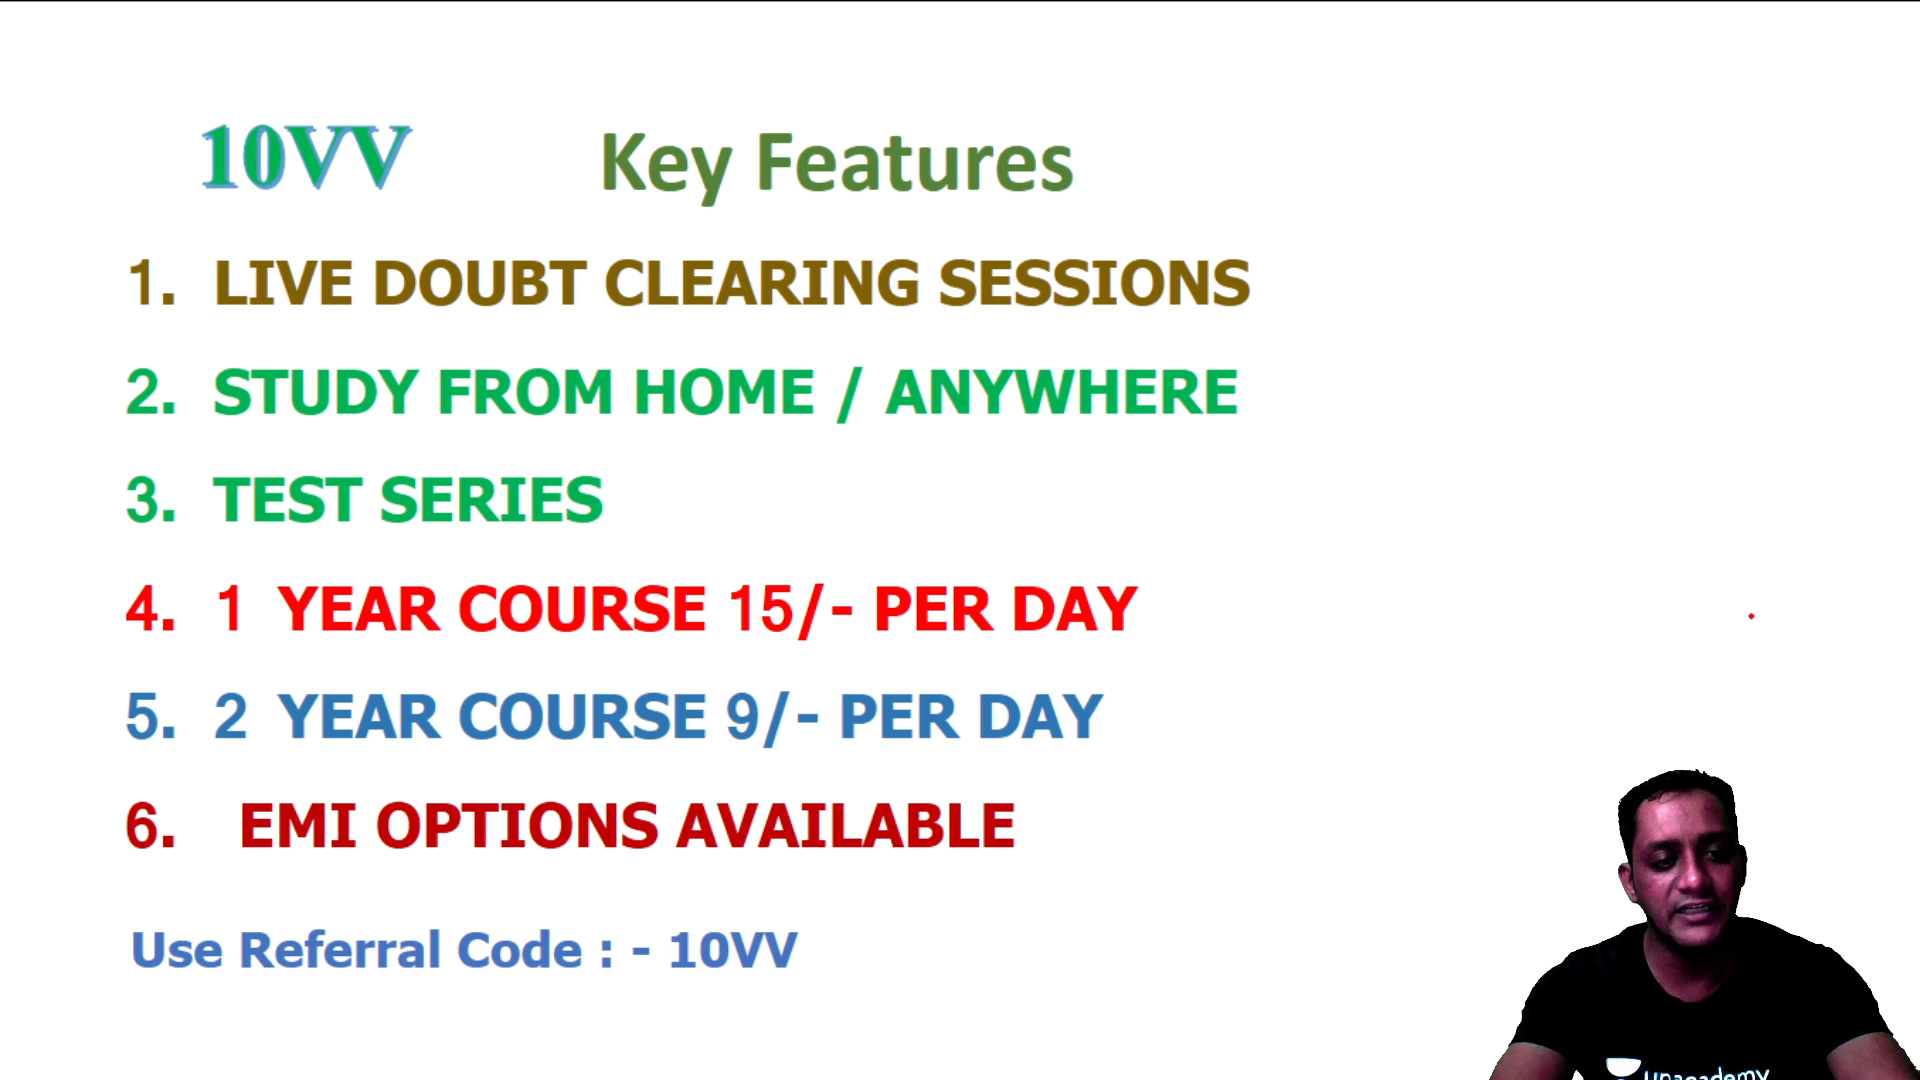 10VV Key Features
1. LIVE DOUBT CLEARING SESSIONS
2. STUDY FROM HOME / ANYWHERE
3. TEST SERIES
4. 1 YEAR COURSE 15/- PER DAY
5. 2 YEAR COURSE 9/- PER DAY
6. EMI OPTIONS AVAILABLE
Use Referral Code : - 10VV
unacademy